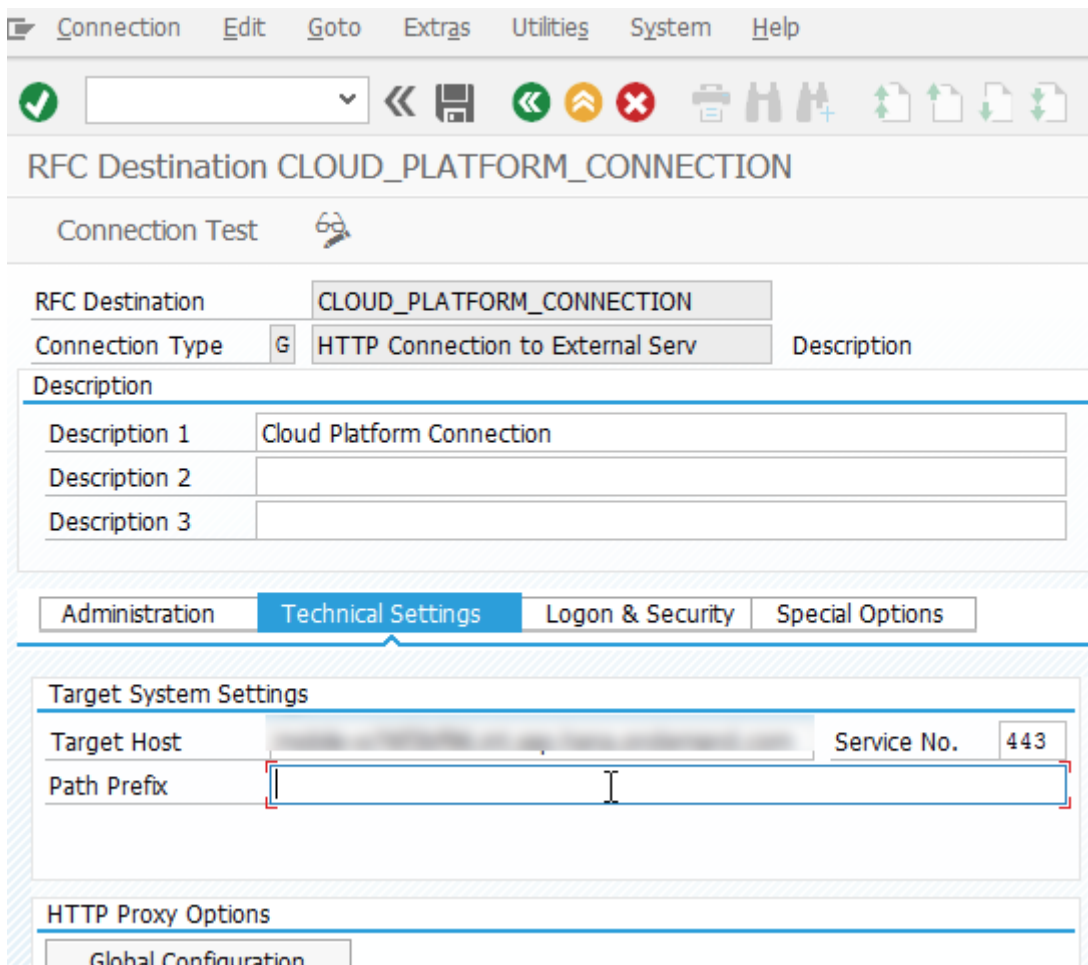 Connection Edit Goto Extras Utilities System Help
RFC Destination CLOUD_PLATFORM_CONNECTION
Connection Test
RFC Destination CLOUD_PLATFORM_CONNECTION
Connection Type G HTTP Connection to External Serv Description
Description
Description 1 Cloud Platform Connection
Description 2
Description 3
Administration Technical Settings Logon & Security Special Options
Target System Settings
Target Host Service No. 443
Path Prefix
HTTP Proxy Options
Global Configuration